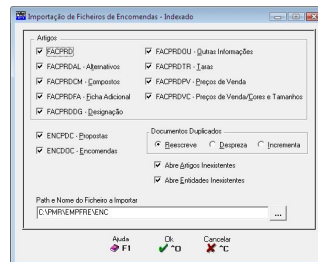 Importação de Ficheiros de Encomendas - Indexado
Artigos
FACPRD
FACPRDAL - Alternativos
FACPRDCM - Compostos
FACPRDFA - Ficha Adicional
FACPRDDG - Designação
FACPRDOU - Outras Informações
FACPRDTR - Taras
FACPRDPV - Preços de Venda
FACPRDVC - Preços de Venda/Cores e Tamanhos
ENCPDC - Propostas
ENCDOC - Encomendas
Documentos Duplicados
Reescreve Despreza Incrementa
Abre Artigos Inexistentes
Abre Entidades Inexistentes
Path e Nome do Ficheiro a Importar
C:\PMR\EMPFRE\ENC
...
Ajuda Ok Cancelar
F1 ^O ^C